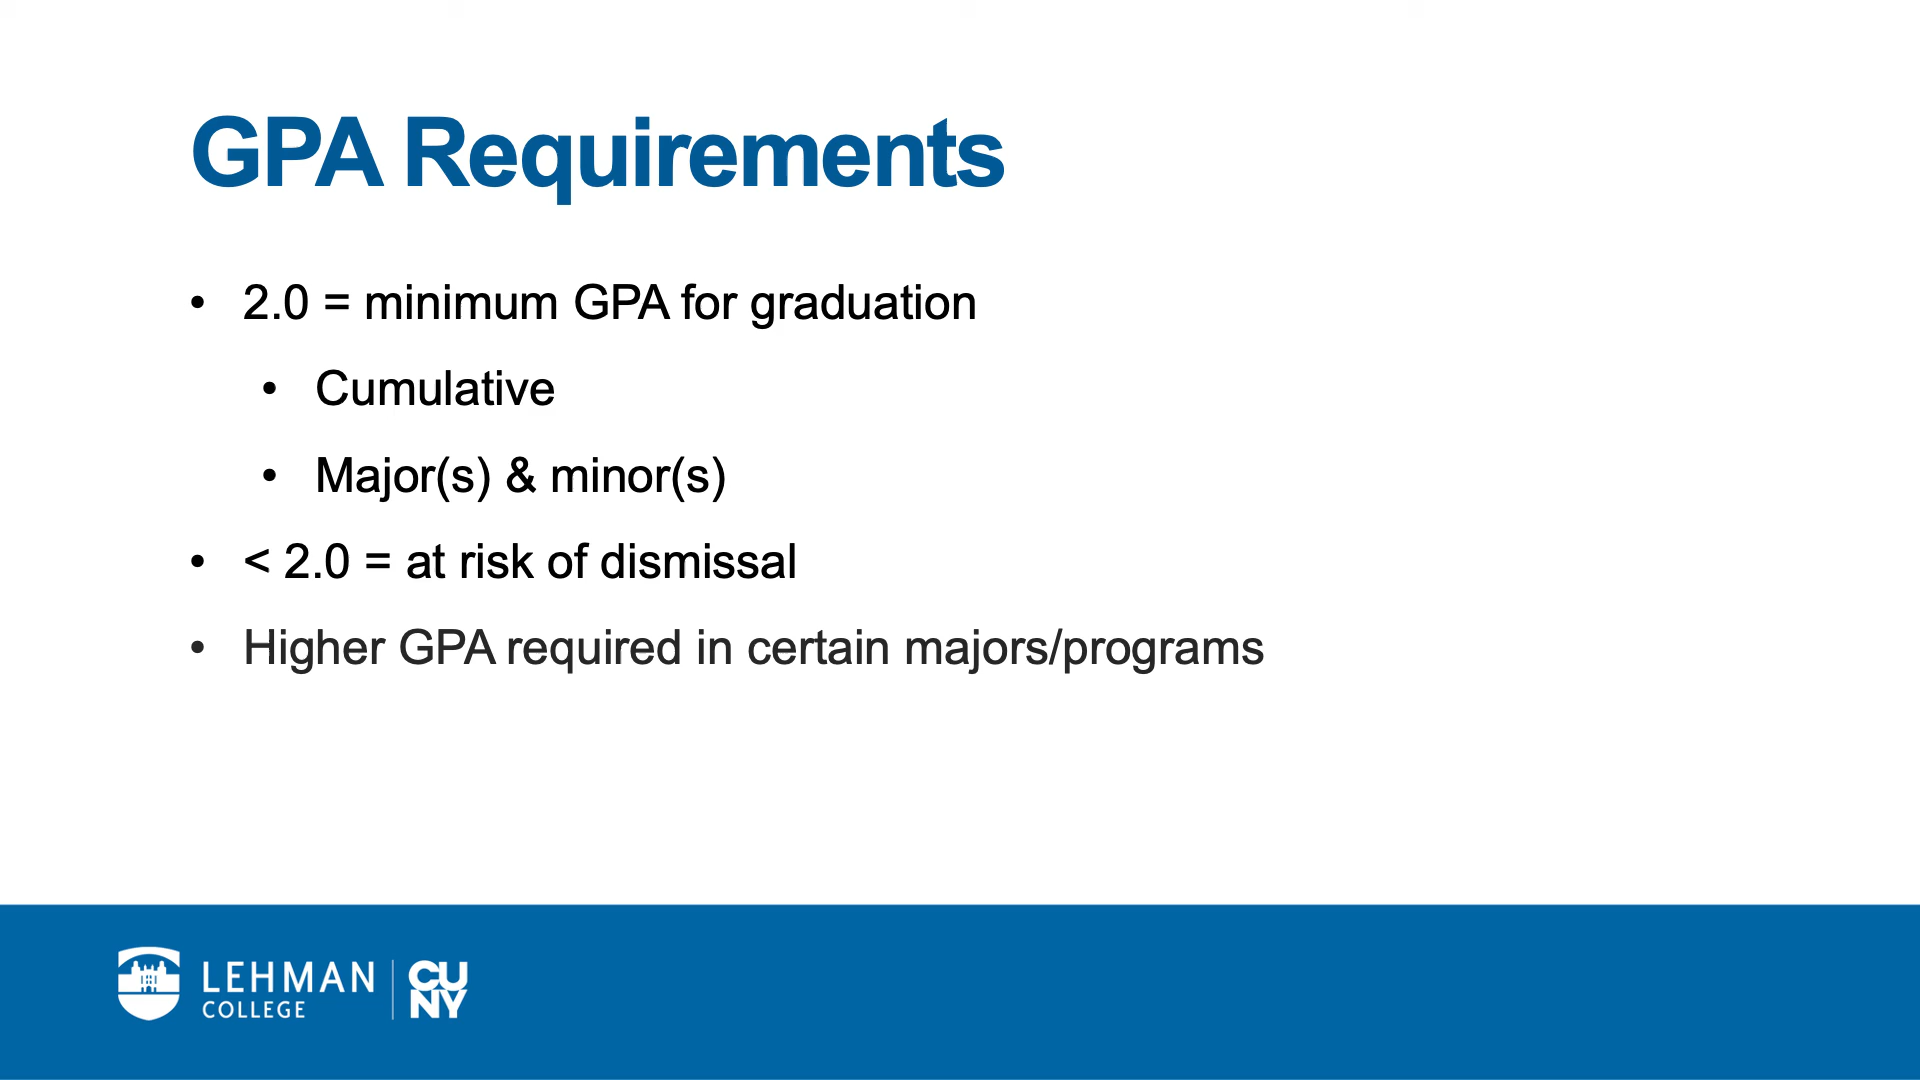 GPA Requirements
• 2.0 = minimum GPA for graduation
• Cumulative
• Major(s) & minor(s)
• < 2.0 = at risk of dismissal
• Higher GPA required in certain majors/programs
LEHMAN
COLLEGE
CU
NY